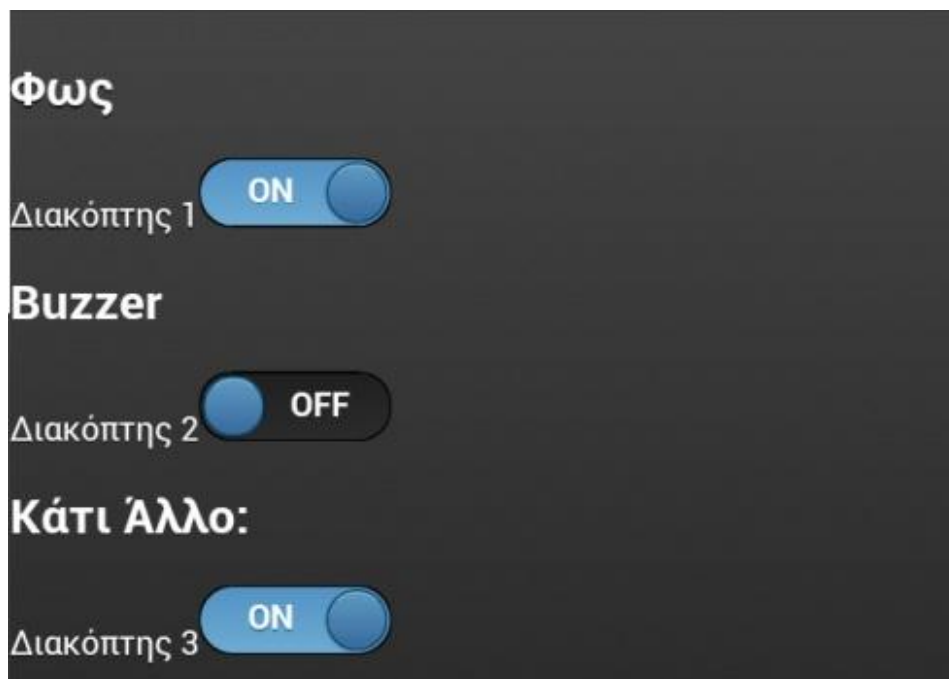 Φως
Διακόπτης 1 ON
Buzzer
Διακόπτης 2 OFF
Κάτι Άλλο:
Διακόπτης 3 ON